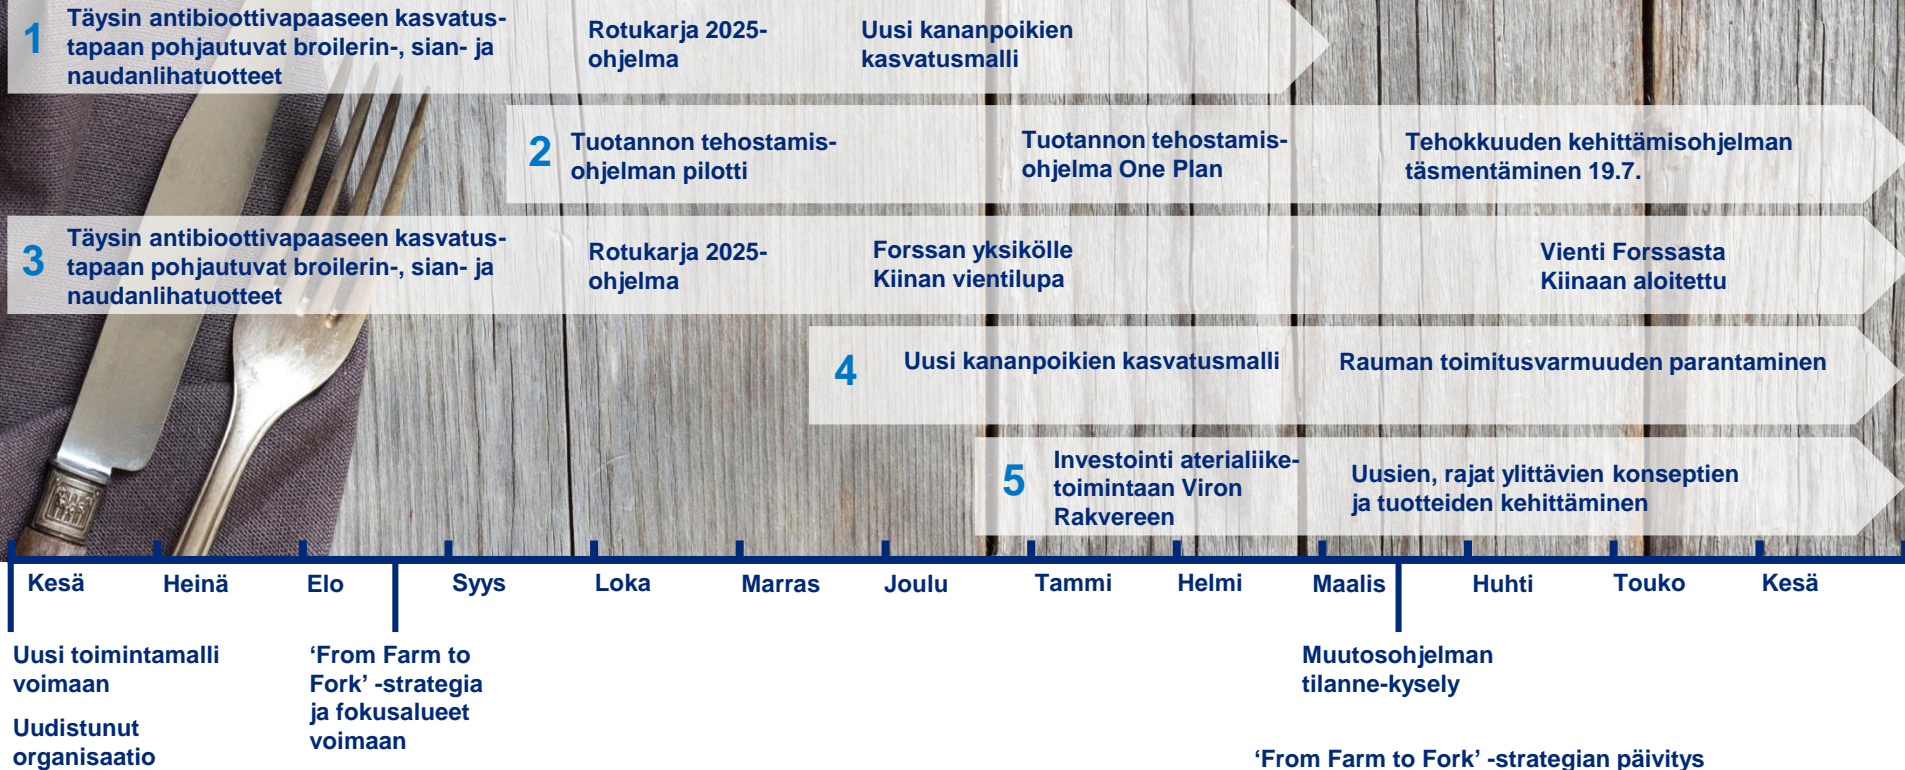 1
Täysin antibioottivapaaseen kasvatus-
tapaan pohjautuvat broilerin-, sian- ja
naudanlihatuotteet
Rotukarja 2025-
ohjelma
Uusi kananpoikien
kasvatusmalli
2
Tuotannon tehostamis-
ohjelman pilotti
Tuotannon tehostamis-
ohjelma One Plan
Tehokkuuden kehittämisohjelman
täsmentäminen 19.7.
3
Täysin antibioottivapaaseen kasvatus-
tapaan pohjautuvat broilerin-, sian- ja
naudanlihatuotteet
Rotukarja 2025-
ohjelma
Forssan yksikölle
Kiinan vientilupa
Vienti Forssasta
Kiinaan aloitettu
4
Uusi kananpoikien kasvatusmalli
Rauman toimitusvarmuuden parantaminen
5
Investointi aterialiike-
toimintaan Viron
Rakvereen
Uusien, rajat ylittävien konseptien
ja tuotteiden kehittäminen
Kesä Heinä Elo Syys Loka Marras Joulu Tammi Helmi Maalis Huhti Touko Kesä
Uusi toimintamalli
voimaan
Uudistunut
organisaatio
‘From Farm to
Fork’ -strategia
ja fokusalueet
voimaan
Muutosohjelman
tilanne-kysely
‘From Farm to Fork’ -strategian päivitys